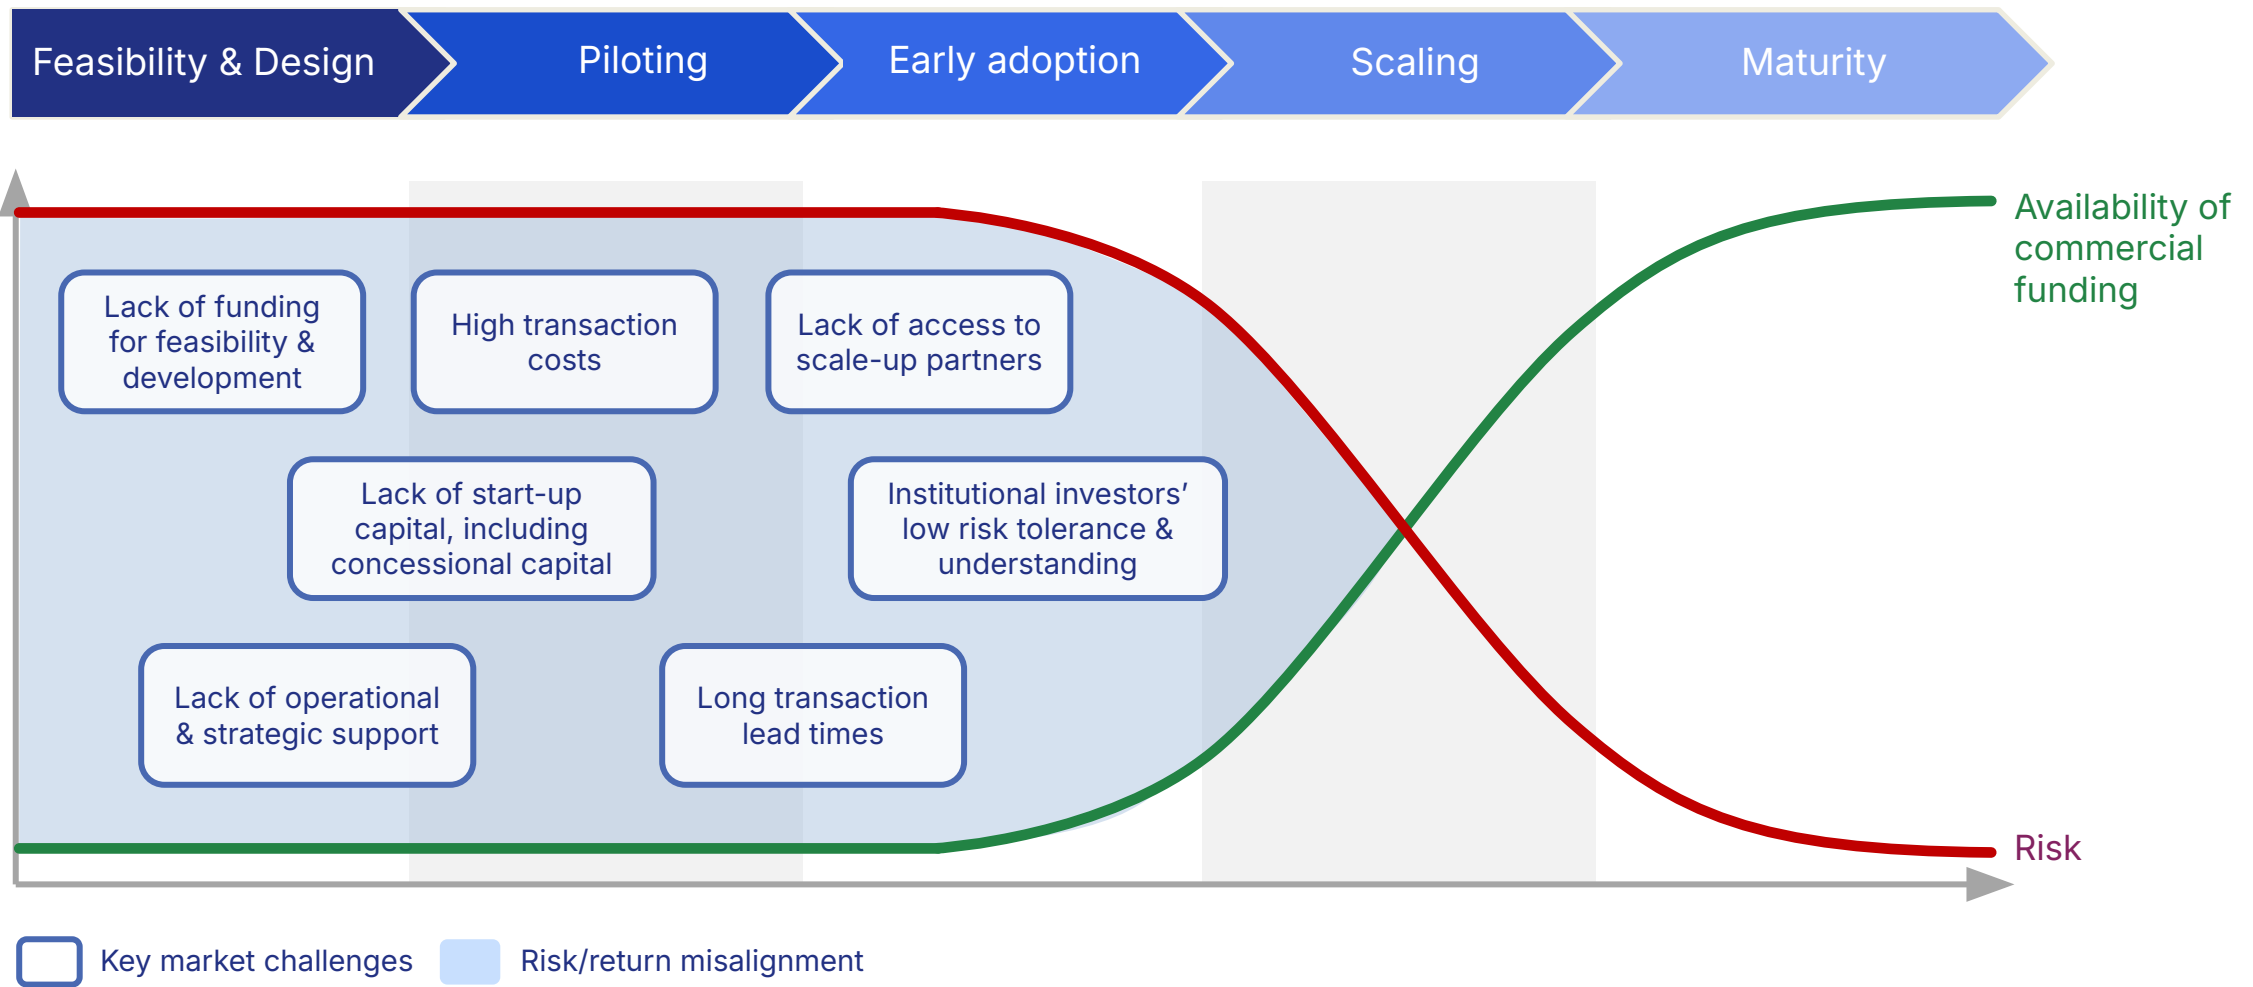 Feasibility & Design
Piloting
Early adoption
Scaling
Maturity
Availability of
commercial
funding
Lack of funding
for feasibility &
development
High transaction
costs
Lack of access to
scale-up partners
Lack of start-up
capital, including
concessional capital
Institutional investors’
low risk tolerance &
understanding
Lack of operational
& strategic support
Long transaction
lead times
Risk
Key market challenges
Risk/return misalignment